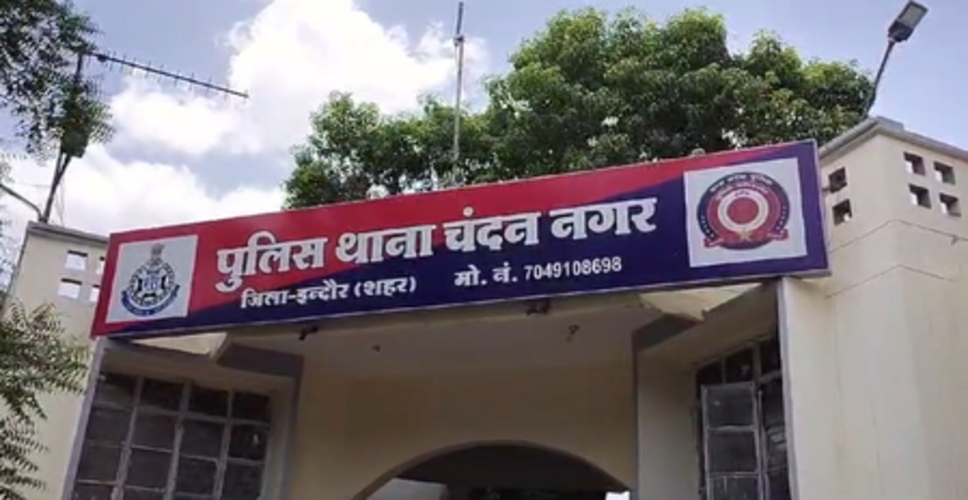 पुलिस थाना चंदन नगर
जिला-इन्दौर (शहर) मो. नं. 7049108698